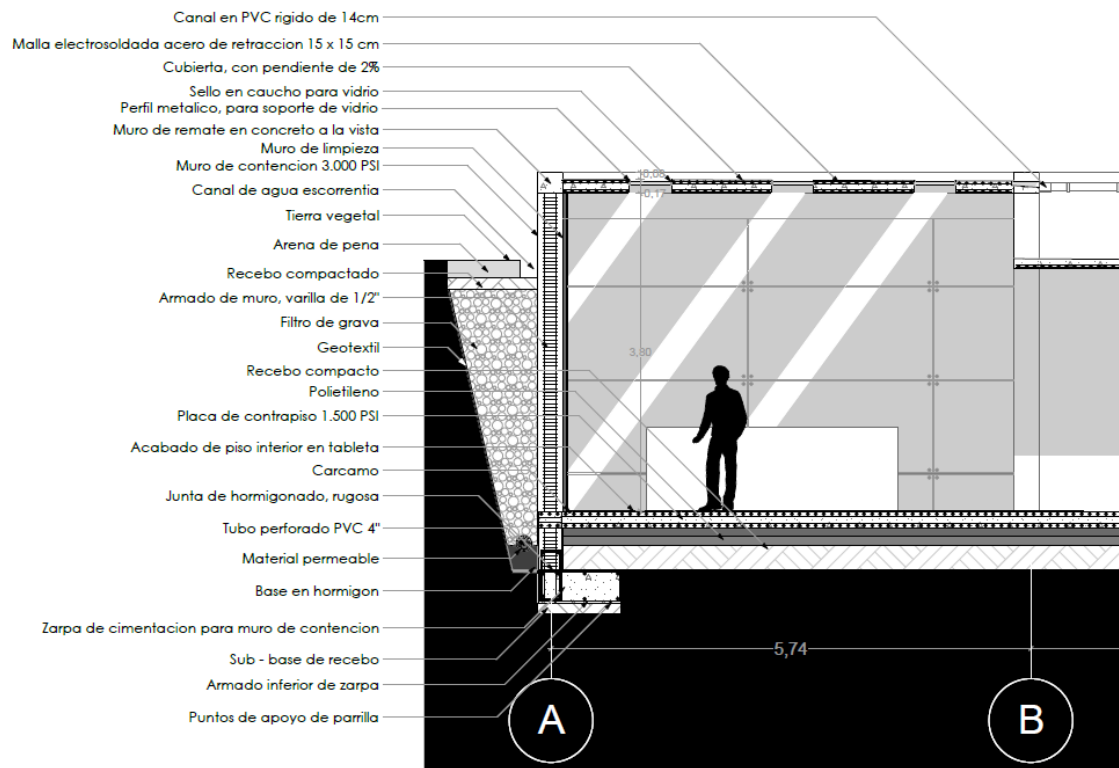 Canal en PVC rigido de 14cm
Malla electrosoldada acero de retraccion 15 x 15 cm
Cubierta, con pendiente de 2%
Sello en caucho para vidrio
Perfil metalico, para soporte de vidrio
Muro de remate en concreto a la vista
Muro de limpieza
Muro de contencion 3.000 PSI
Canal de agua escorrentia
Tierra vegetal
Arena de pena
Recebo compactado
Armado de muro, varilla de 1/2"
Filtro de grava
Geotextil
Recebo compacto
Polietileno
Placa de contrapiso 1.500 PSI
Acabado de piso interior en tableta
Carcamo
Junta de hormigonado, rugosa
Tubo perforado PVC 4"
Material permeable
Base en hormigon
Zarpa de cimentacion para muro de contencion
Sub - base de recebo
Armado inferior de zarpa
Puntos de apoyo de parrilla
3,80
5,74
A
B